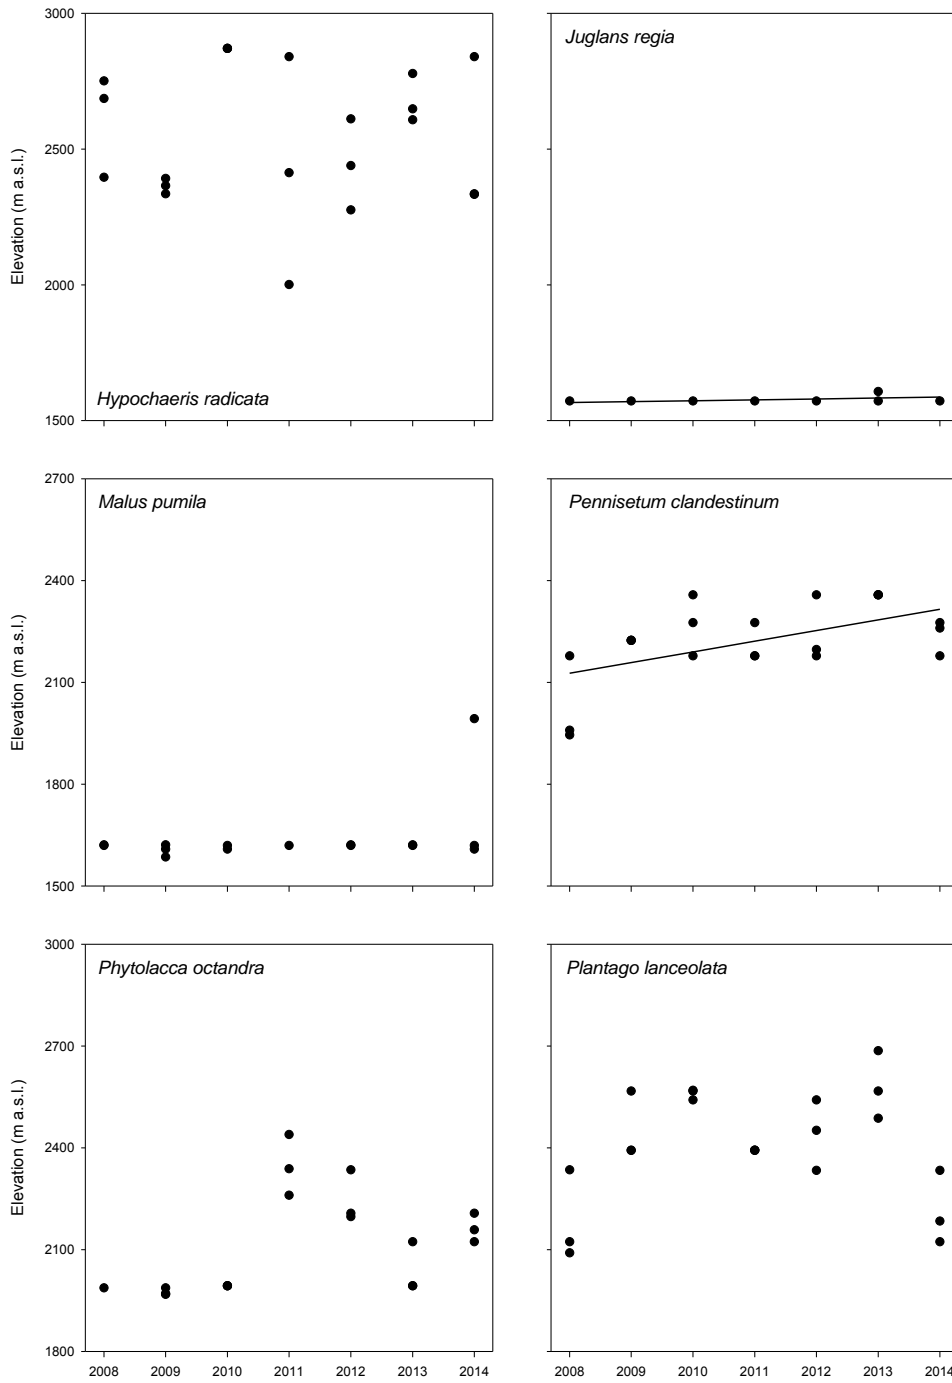 3000
2500
2000
1500
Elevation (m a.s.l.)
Hypochaeris radicata
Juglans regia
2700
2400
2100
1800
1500
Elevation (m a.s.l.)
Malus pumila
Pennisetum clandestinum
3000
2700
2400
2100
1800
Elevation (m a.s.l.)
Phytolacca octandra
Plantago lanceolata
2008 2009 2010 2011 2012 2013 2014
2008 2009 2010 2011 2012 2013 2014